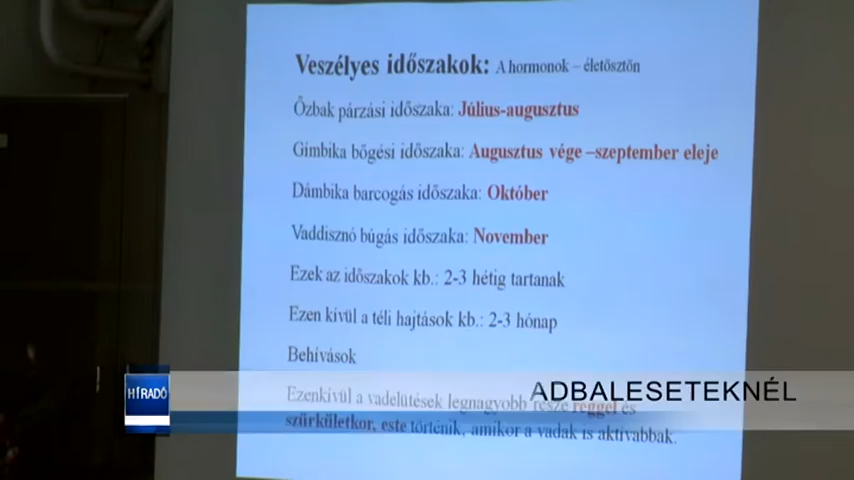 Veszélyes időszakok: A hormonok – életösztön
Őzbak párzási időszaka: Július-augusztus
Gímbika bőgési időszaka: Augusztus vége –szeptember eleje
Dámbika barcogás időszaka: Október
Vaddisznó búgás időszaka: November
Ezek az időszakok kb.: 2-3 hétig tartanak
Ezen kívül a téli hajtások kb.: 2-3 hónap
Behívások
Ezenkívül a vadelütések legnagyobb része reggel és
szürkületkor, este történik, amikor a vadak is aktívabbak.
HÍRADÓ
ADBALESETEKNÉL